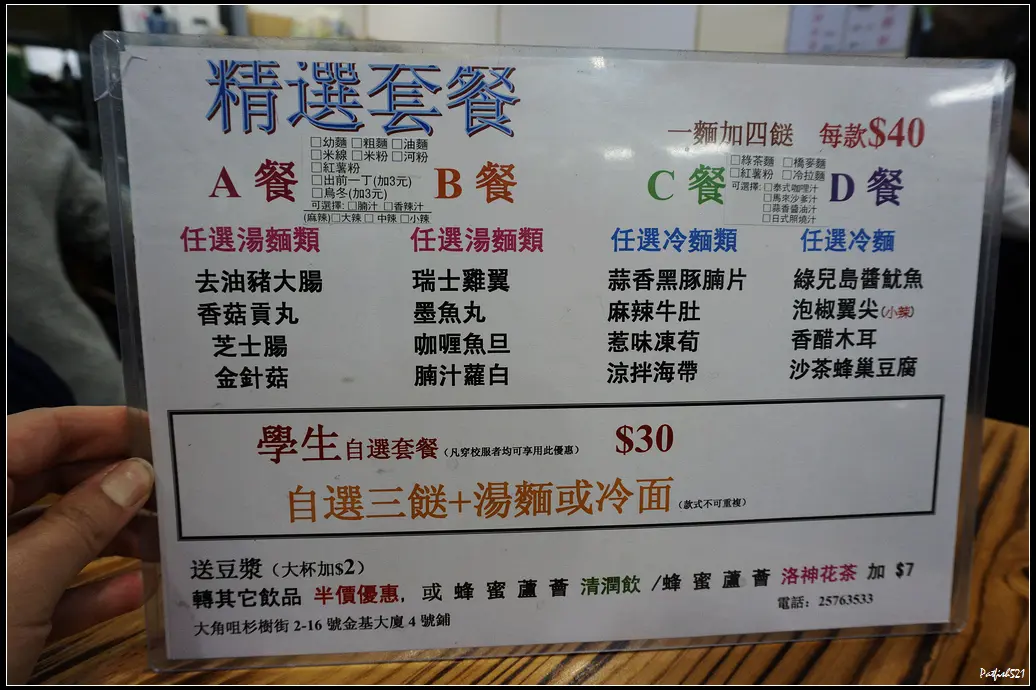 精選套餐
一麵加四餸 每款$40
A餐
□幼麵 □粗麵 □油麵
□米線 □米粉 □河粉
□紅薯粉
□出前一丁(加3元)
□烏冬(加3元)
可選擇: □腩汁 □香辣汁
(麻辣)□大辣 □中辣 □小辣
B餐
C餐
□綠茶麵 □橋麥麵
□紅薯粉 □冷拉麵
可選擇: □泰式咖哩汁
□馬來沙爹汁
□蒜香醬油汁
□日式照燒汁
D餐
任選湯麵類 任選湯麵類 任選冷麵類 任選冷麵
去油豬大腸 瑞士雞翼 蒜香黑豚腩片 綠兒島醬魷魚
香菇貢丸 墨魚丸 麻辣牛肚 泡椒翼尖(小辣)
芝士腸 咖喱魚旦 惹味凍荀 香醋木耳
金針菇 腩汁蘿白 涼拌海帶 沙茶蜂巢豆腐
學生自選套餐(凡穿校服者均可享用此優惠) $30
自選三餸+湯麵或冷面(款式不可重複)
送豆漿(大杯加$2)
轉其它飲品 半價優惠, 或 蜂蜜蘆薈 清潤飲 /蜂蜜蘆薈 洛神花茶 加 $7
大角咀杉樹街 2-16 號金基大廈 4 號鋪 電話: 25763533
Patfish521